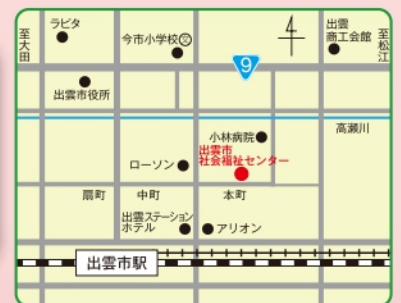 至大田
ラピタ
今市小学校
文
9
出雲
商工会館
至松江
出雲市役所
高瀬川
小林病院
出雲市
社会福祉センター
ローソン
扇町
中町
本町
出雲ステーション
ホテル
アリオン
出雲市駅